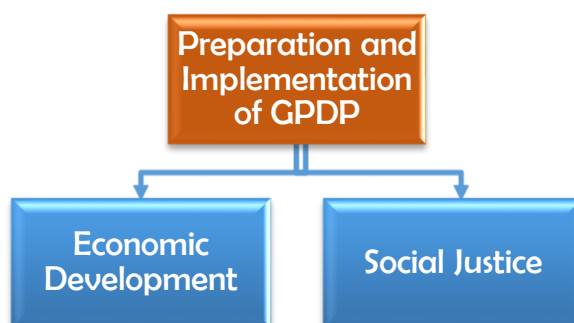 Preparation and
Implementation
of GPDP
Economic
Development
Social Justice